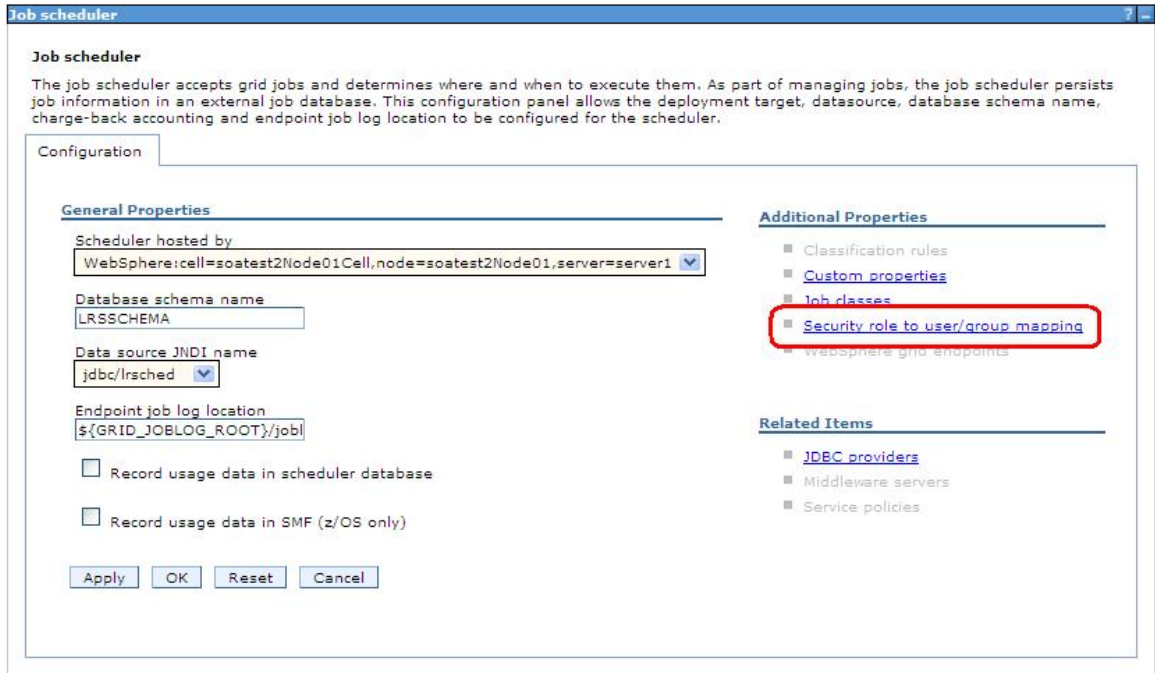 Job scheduler
Job scheduler
The job scheduler accepts grid jobs and determines where and when to execute them. As part of managing jobs, the job scheduler persists
job information in an external job database. This configuration panel allows the deployment target, datasource, database schema name,
charge-back accounting and endpoint job log location to be configured for the scheduler.
Configuration
General Properties
Scheduler hosted by
WebSphere:cell=soatest2Node01Cell,node=soatest2Node01,server=server1
Database schema name
LRSSCHEMA
Data source JNDI name
jdbc/lrsched
Endpoint job log location
${GRID_JOBLOG_ROOT}/jobl
Record usage data in scheduler database
Record usage data in SMF (z/OS only)
Apply OK Reset Cancel
Additional Properties
Classification rules
Custom properties
Job classes
Security role to user/group mapping
WebSphere grid endpoints
Related Items
JDBC providers
Middleware servers
Service policies